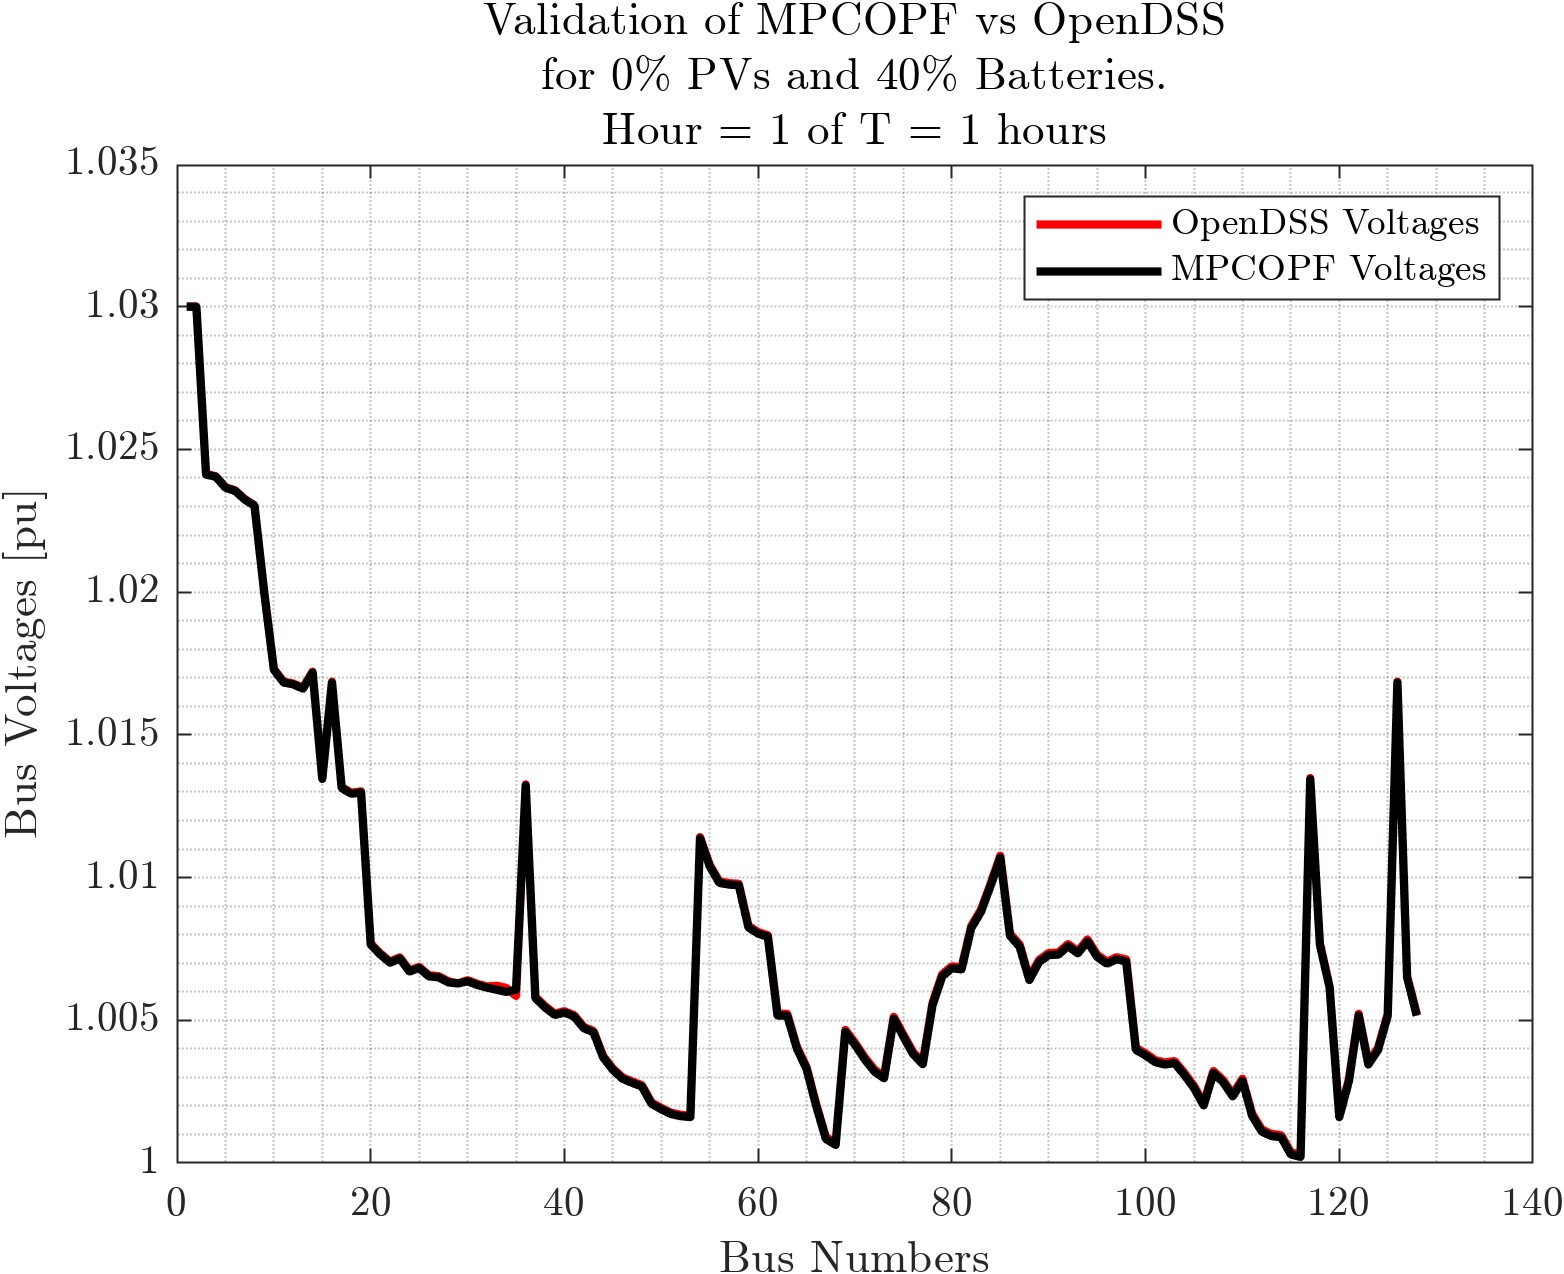 Validation of MPCOPF vs OpenDSS
for 0% PVs and 40% Batteries.
Hour = 1 of T = 1 hours
1.035
1.03
1.025
1.02
1.015
1.01
1.005
1
Bus Voltages [pu]
OpenDSS Voltages
MPCOPF Voltages
0 20 40 60 80 100 120 140
Bus Numbers